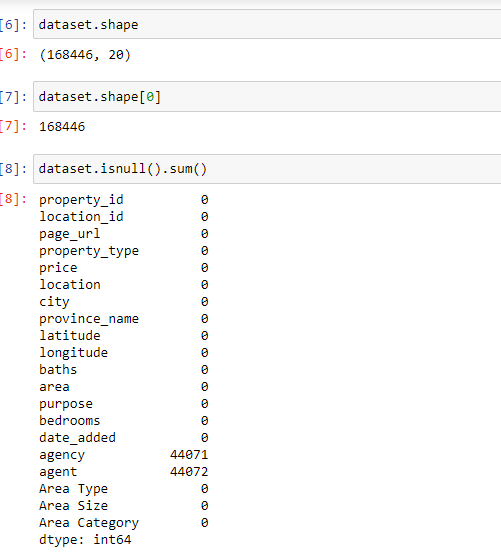 [6]: dataset.shape
[6]: (168446, 20)
[7]: dataset.shape[0]
[7]: 168446
[8]: dataset.isnull().sum()
[8]: property_id 0
location_id 0
page_url 0
property_type 0
price 0
location 0
city 0
province_name 0
latitude 0
longitude 0
baths 0
area 0
purpose 0
bedrooms 0
date_added 0
agency 44071
agent 44072
Area Type 0
Area Size 0
Area Category 0
dtype: int64